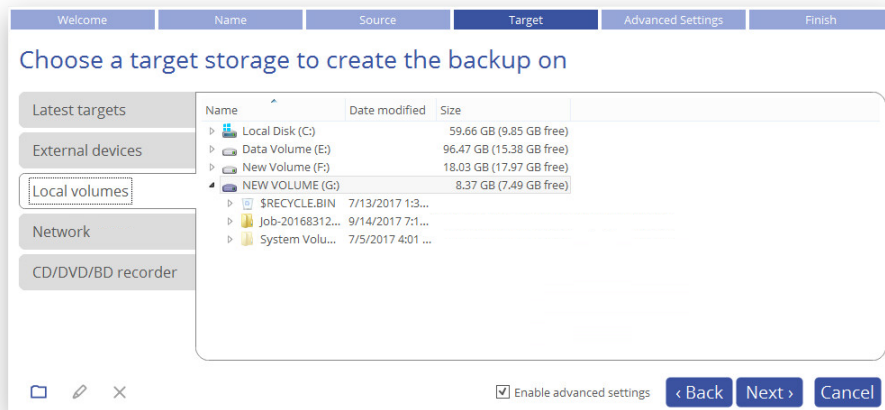 Welcome Name Source Target Advanced Settings Finish
Choose a target storage to create the backup on
Latest targets
External devices
Local volumes
Network
CD/DVD/BD recorder
Name Date modified Size
Local Disk (C:) 59.66 GB (9.85 GB free)
Data Volume (E:) 96.47 GB (15.38 GB free)
New Volume (F:) 18.03 GB (17.97 GB free)
NEW VOLUME (G:) 8.37 GB (7.49 GB free)
$RECYCLE.BIN 7/13/2017 1:3...
Job-20168312... 9/14/2017 7:1...
System Volu... 7/5/2017 4:01 ...
Enable advanced settings ‹ Back Next › Cancel